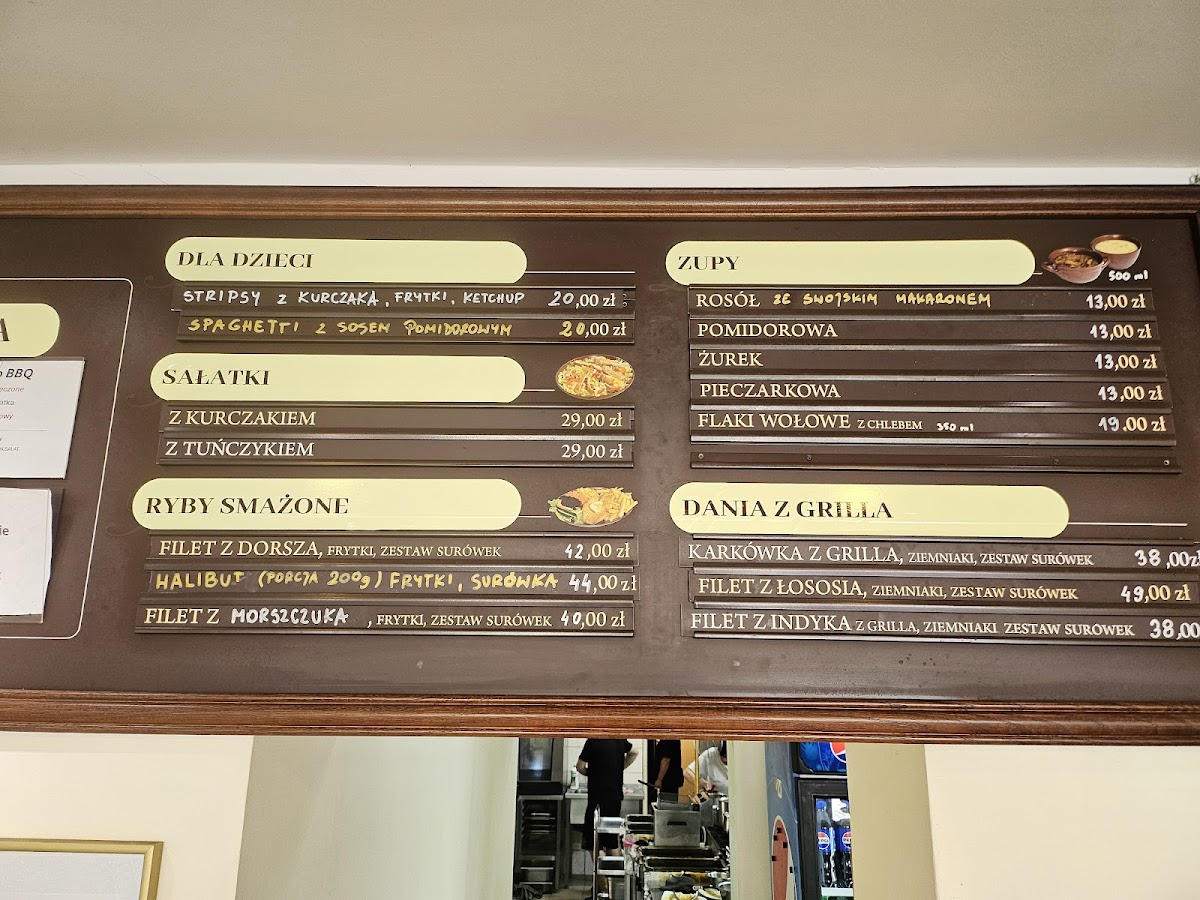 A
BBQ
DLA DZIECI
STRIPSY Z KURCZAKA, FRYTKI, KETCHUP 20,00 zł
SPAGHETTI Z SOSEM POMIDOROWYM 20,00 zł
SAŁATKI
Z KURCZAKIEM 29,00 zł
Z TUŃCZYKIEM 29,00 zł
RYBY SMAŻONE
FILET Z DORSZA, FRYTKI, ZESTAW SURÓWEK 42,00 zł
HALIBUT (PORCJA 200g) FRYTKI, SURÓWKA 44,00 zł
FILET Z MORSZCZUKA , FRYTKI, ZESTAW SURÓWEK 40,00 zł
ZUPY
500 ml
ROSÓŁ ZE SWOJSKIM MAKARONEM 13,00 zł
POMIDOROWA 13,00 zł
ŻUREK 13,00 zł
PIECZARKOWA 13,00 zł
FLAKI WOŁOWE Z CHLEBEM 350 ml 19,00 zł
DANIA Z GRILLA
KARKÓWKA Z GRILLA, ZIEMNIAKI, ZESTAW SURÓWEK 38,00 zł
FILET Z ŁOSOSIA, ZIEMNIAKI, ZESTAW SURÓWEK 49,00 zł
FILET Z INDYKA Z GRILLA, ZIEMNIAKI ZESTAW SURÓWEK 38,00